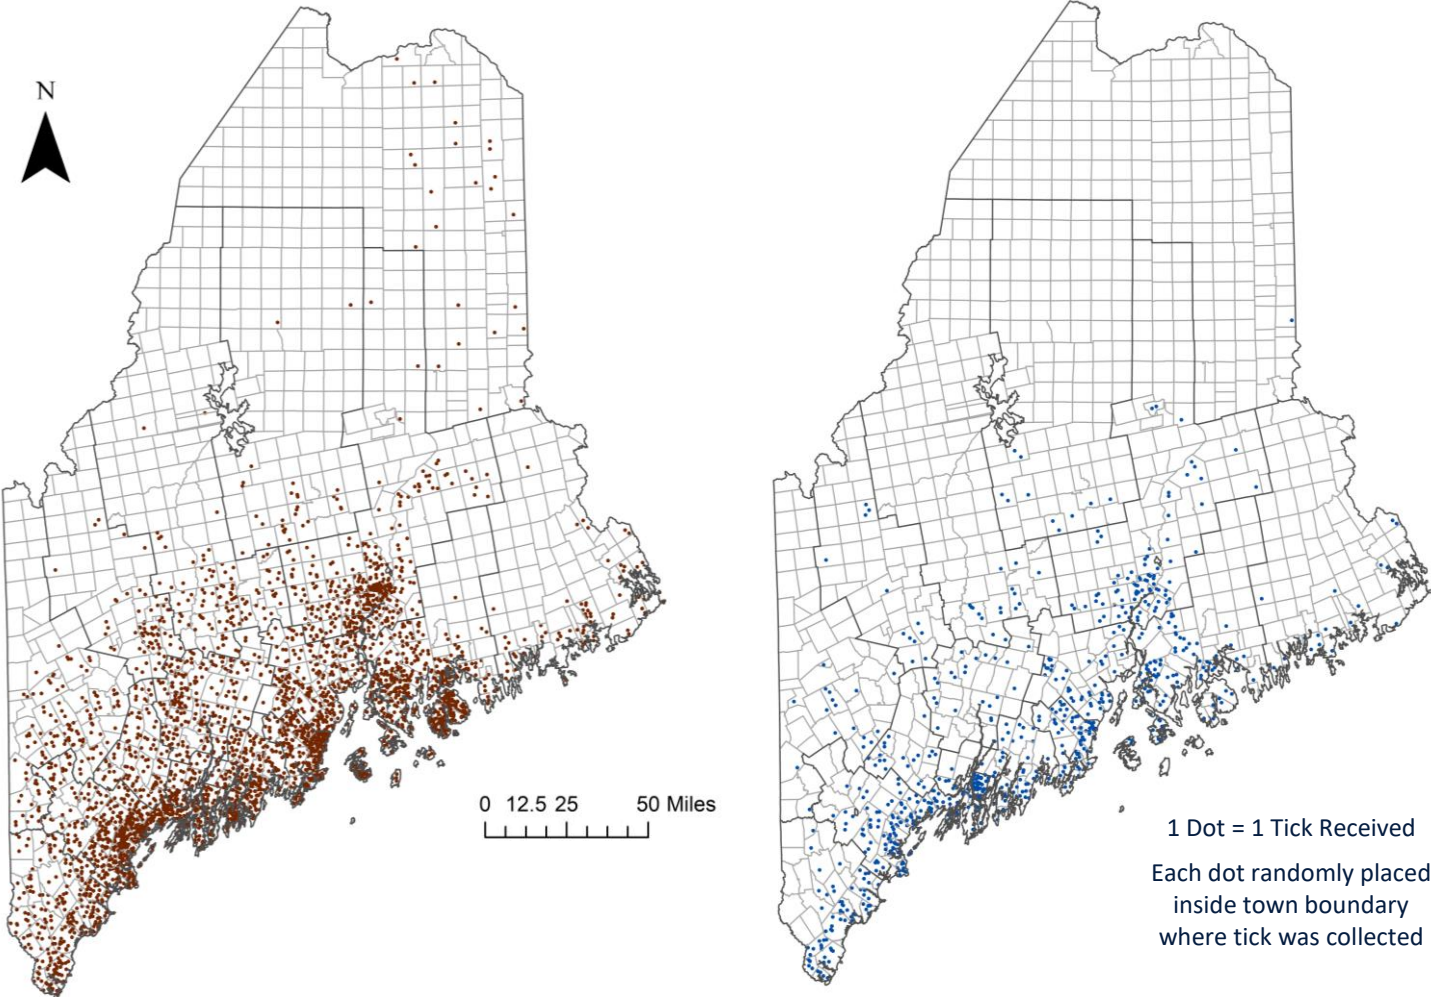 N
0 12.5 25 50 Miles
1 Dot = 1 Tick Received
Each dot randomly placed
inside town boundary
where tick was collected